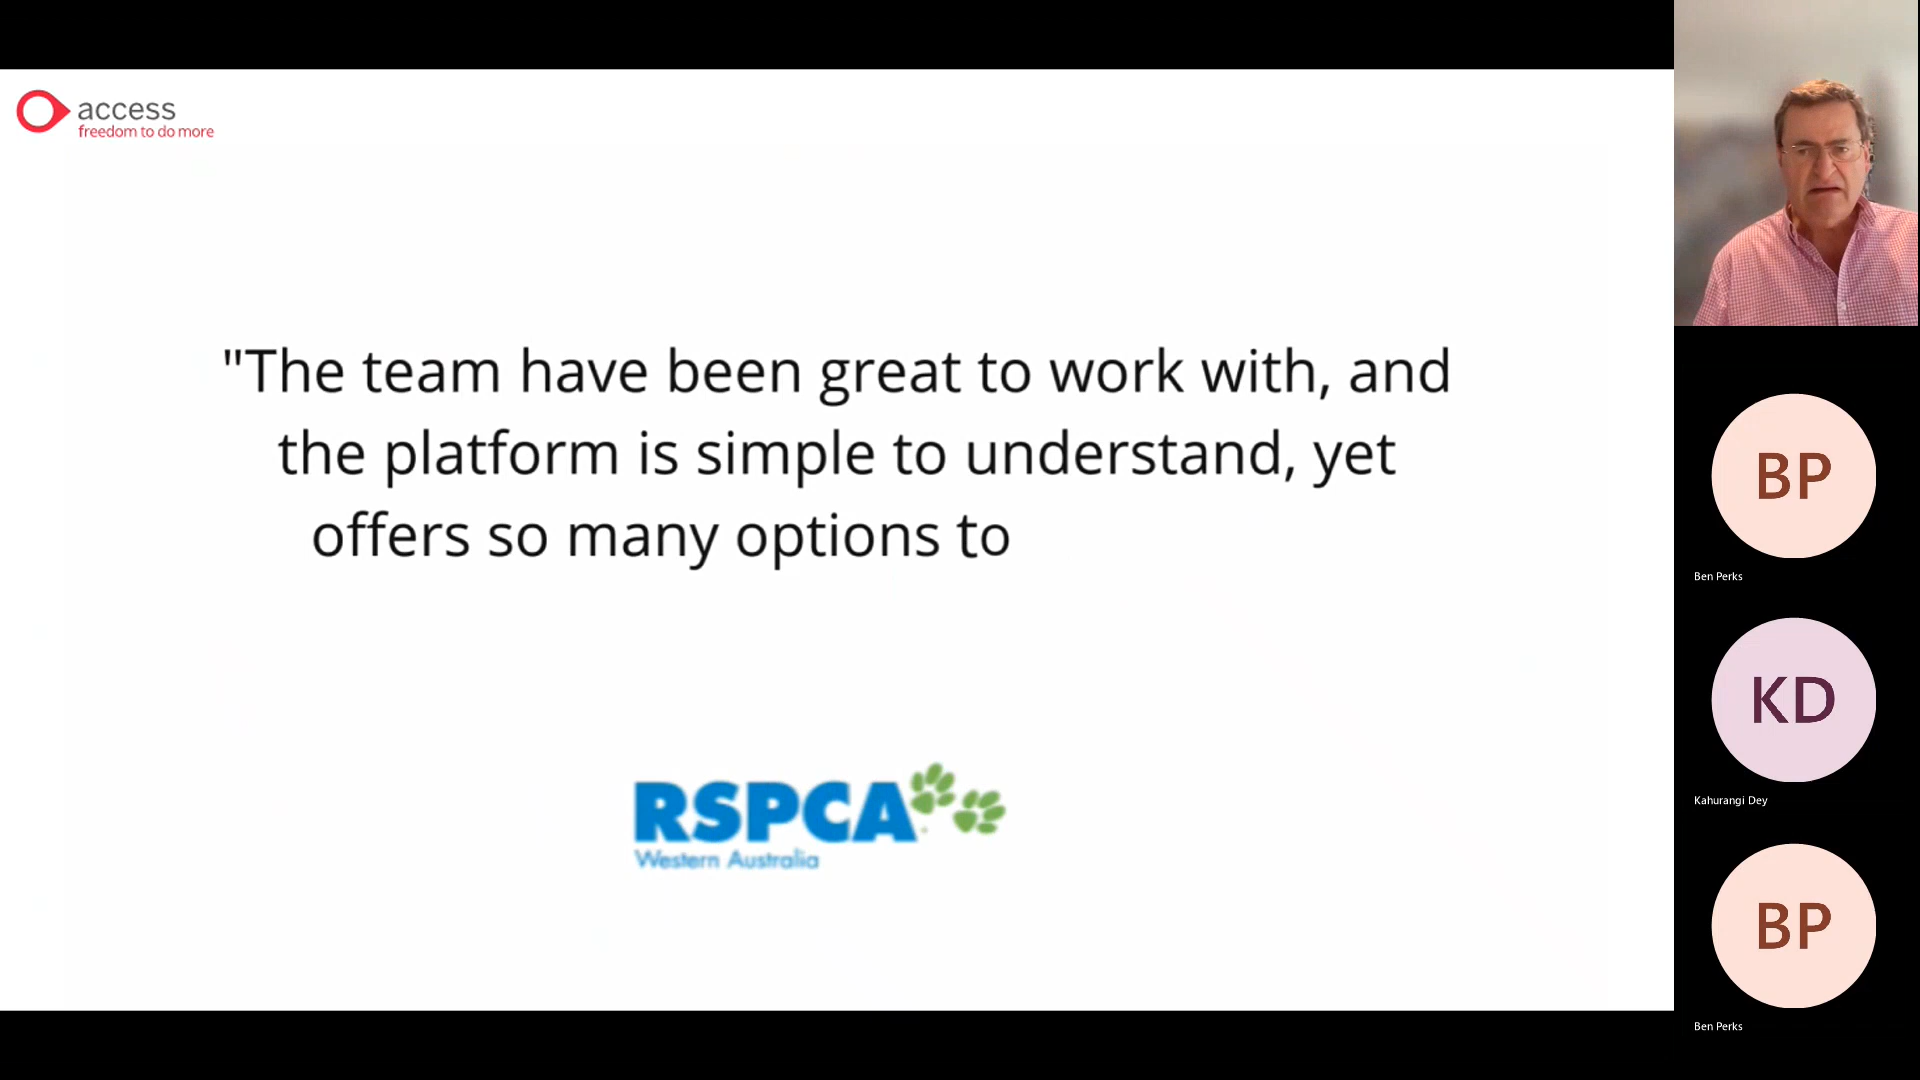 access
freedom to do more
"The team have been great to work with, and
the platform is simple to understand, yet
offers so many options to
RSPCA
Western Australia
BP
Ben Perks
KD
Kahurangi Dey
BP
Ben Perks